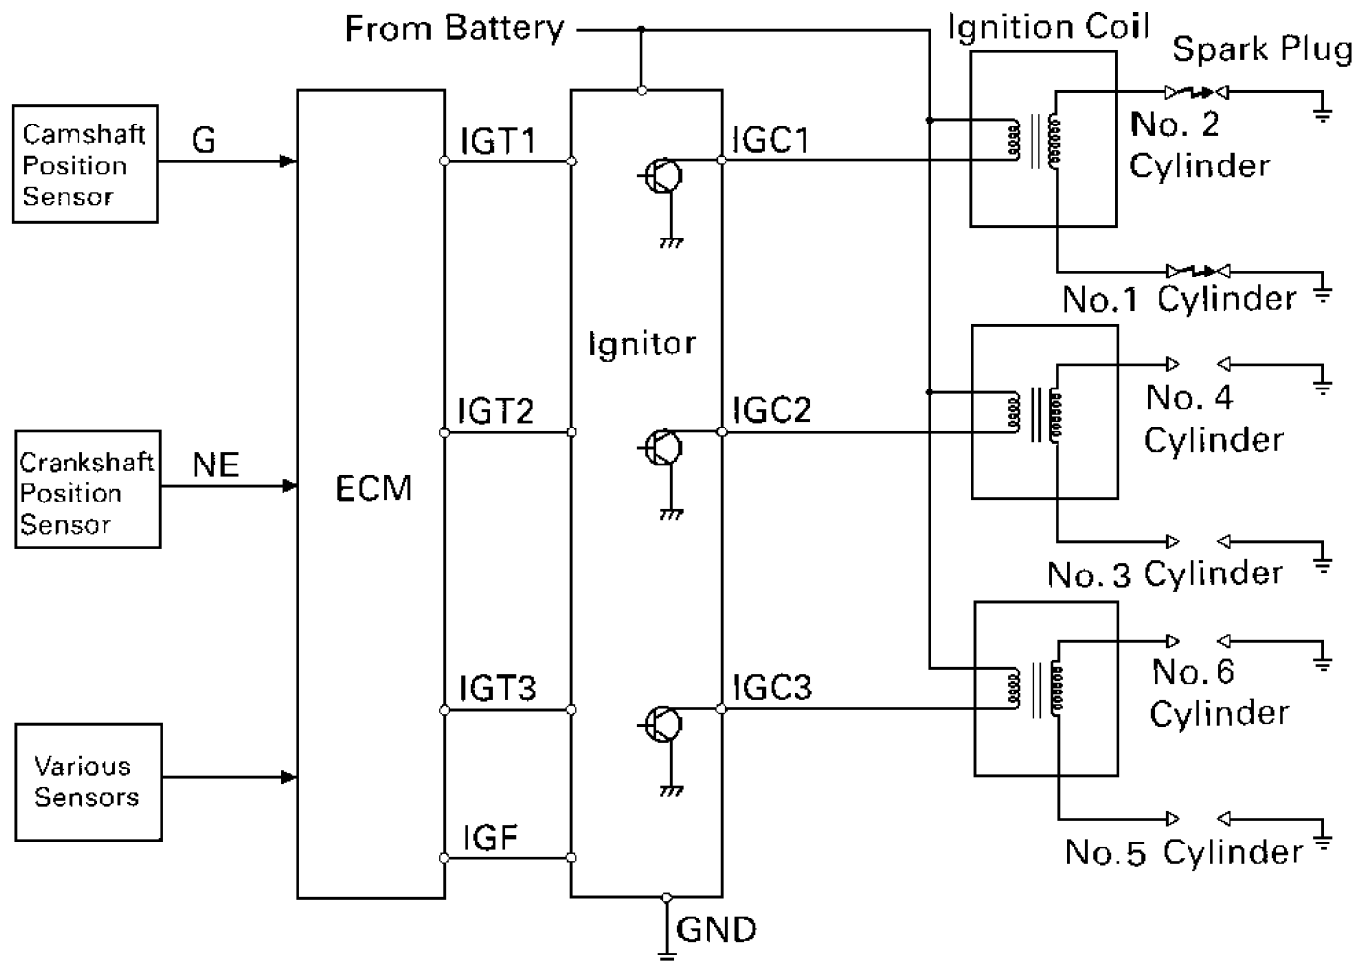 From Battery
Ignition Coil
Spark Plug
Camshaft
Position
Sensor
G
IGT1
IGC1
No. 2
Cylinder
No.1 Cylinder
Ignitor
IGT2
IGC2
No. 4
Cylinder
Crankshaft
Position
Sensor
NE
ECM
No.3 Cylinder
IGT3
IGC3
No.6
Cylinder
Various
Sensors
IGF
No.5 Cylinder
GND